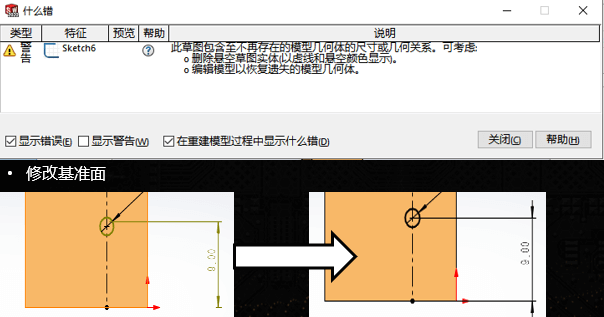 什么错
类型 特征 预览 帮助 说明
警告 Sketch6 此草图包含至不再存在的模型几何体的尺寸或几何关系。可考虑:
o 删除悬空草图实体(以虚线和悬空颜色显示)。
o 编辑模型以恢复遗失的模型几何体。
显示错误(E) 显示警告(W) 在重建模型过程中显示什么错(D) 关闭(C) 帮助(H)
• 修改基准面
6.00